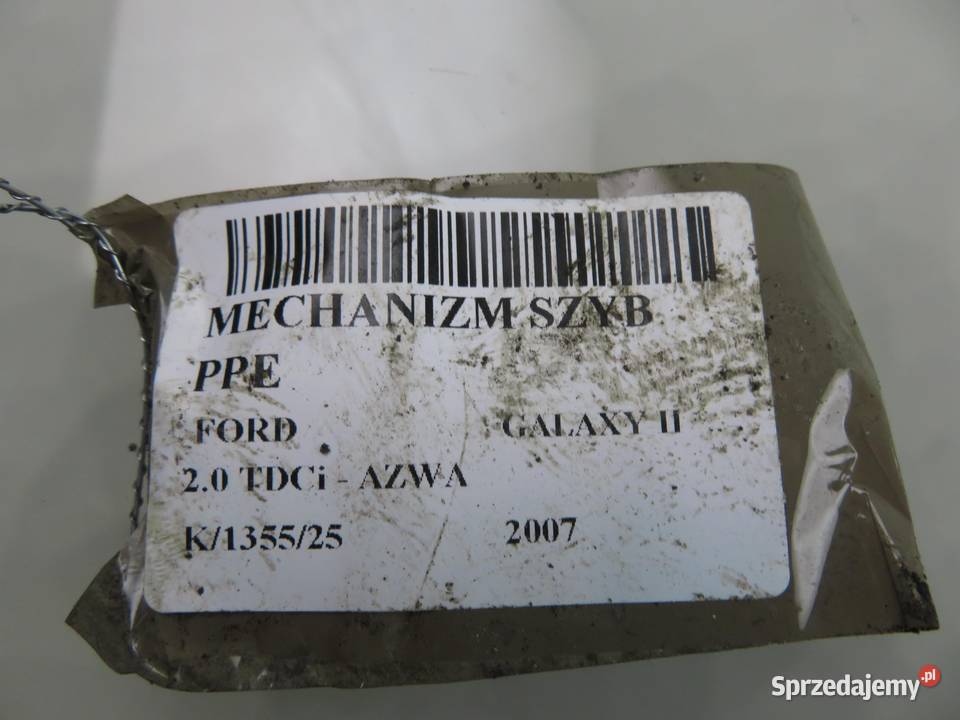 MECHANIZM SZYB
PPE
FORD GALAXY II
2.0 TDCi - AZWA
K/1355/25 2007
Sprzedajemy.pl